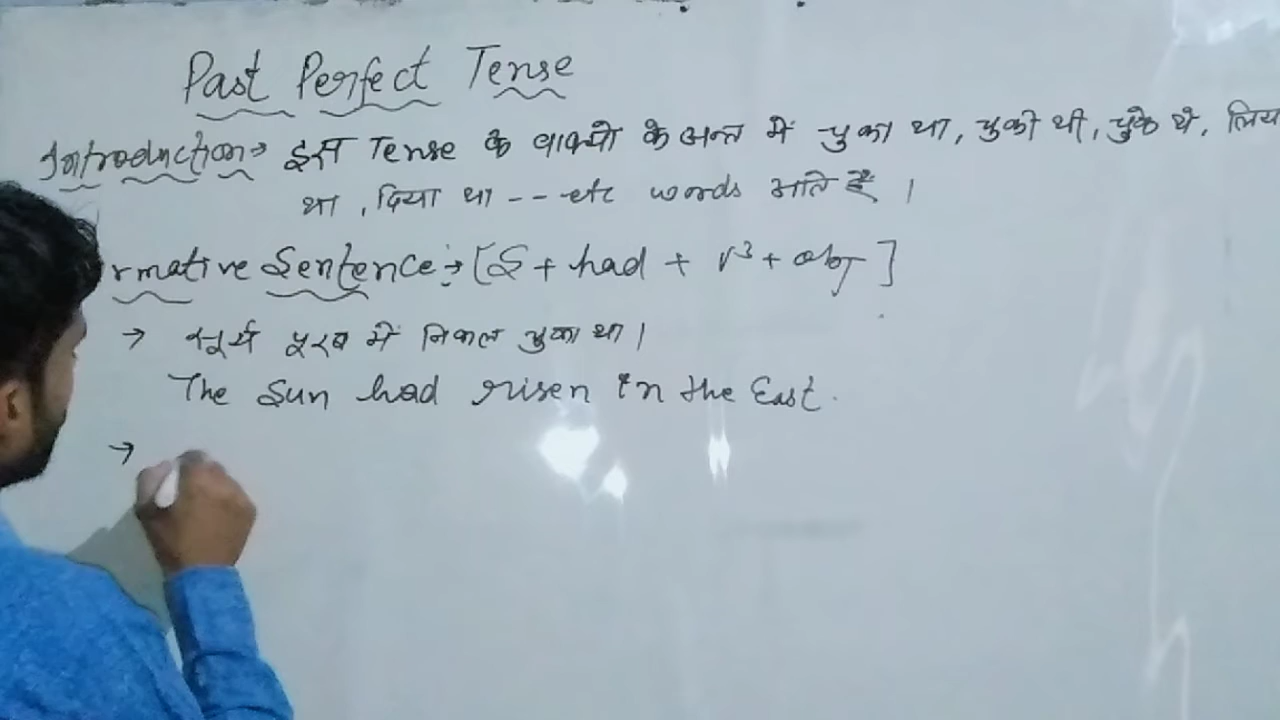 Past Perfect Tense
Introduction → इस Tense के वाक्यो के अन्त में चुका था, चुकी थी, चुके थे, लिय
था, दिया था -- etc words आते हैं ।
rmative Sentence :→ [S + had + V³ + obj ]
→ सूर्य पूरब में निकल चुका था ।
The Sun had risen in the East.
→